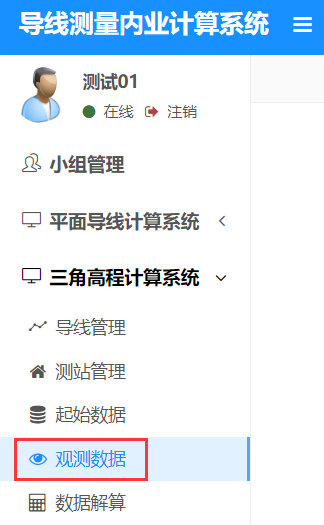 导线测量内业计算系统
测试01
在线 注销
小组管理
平面导线计算系统
三角高程计算系统
导线管理
测站管理
起始数据
观测数据
数据解算